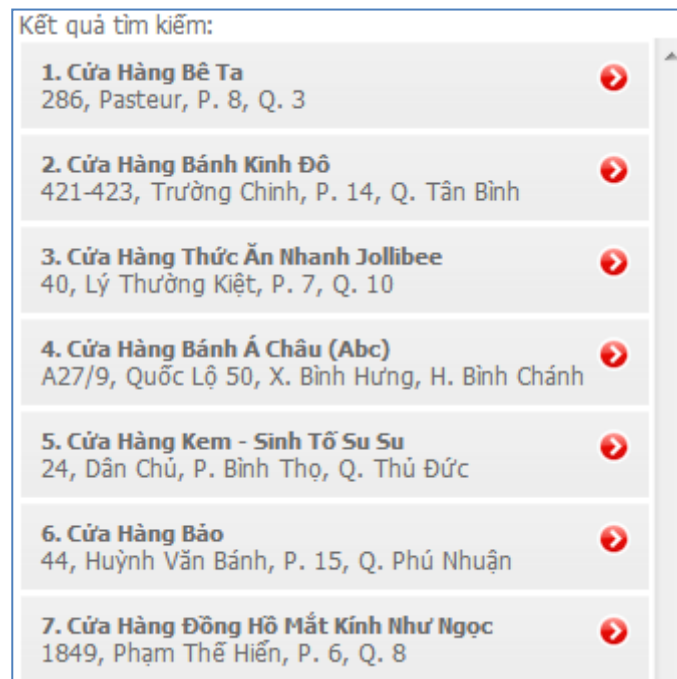 Kết quả tìm kiếm:
1. Cửa Hàng Bê Ta
286, Pasteur, P. 8, Q. 3
2. Cửa Hàng Bánh Kinh Đô
421-423, Trường Chinh, P. 14, Q. Tân Bình
3. Cửa Hàng Thức Ăn Nhanh Jollibee
40, Lý Thường Kiệt, P. 7, Q. 10
4. Cửa Hàng Bánh Á Châu (Abc)
A27/9, Quốc Lộ 50, X. Bình Hưng, H. Bình Chánh
5. Cửa Hàng Kem - Sinh Tố Su Su
24, Dân Chủ, P. Bình Thọ, Q. Thủ Đức
6. Cửa Hàng Bảo
44, Huỳnh Văn Bánh, P. 15, Q. Phú Nhuận
7. Cửa Hàng Đồng Hồ Mắt Kính Như Ngọc
1849, Phạm Thế Hiển, P. 6, Q. 8